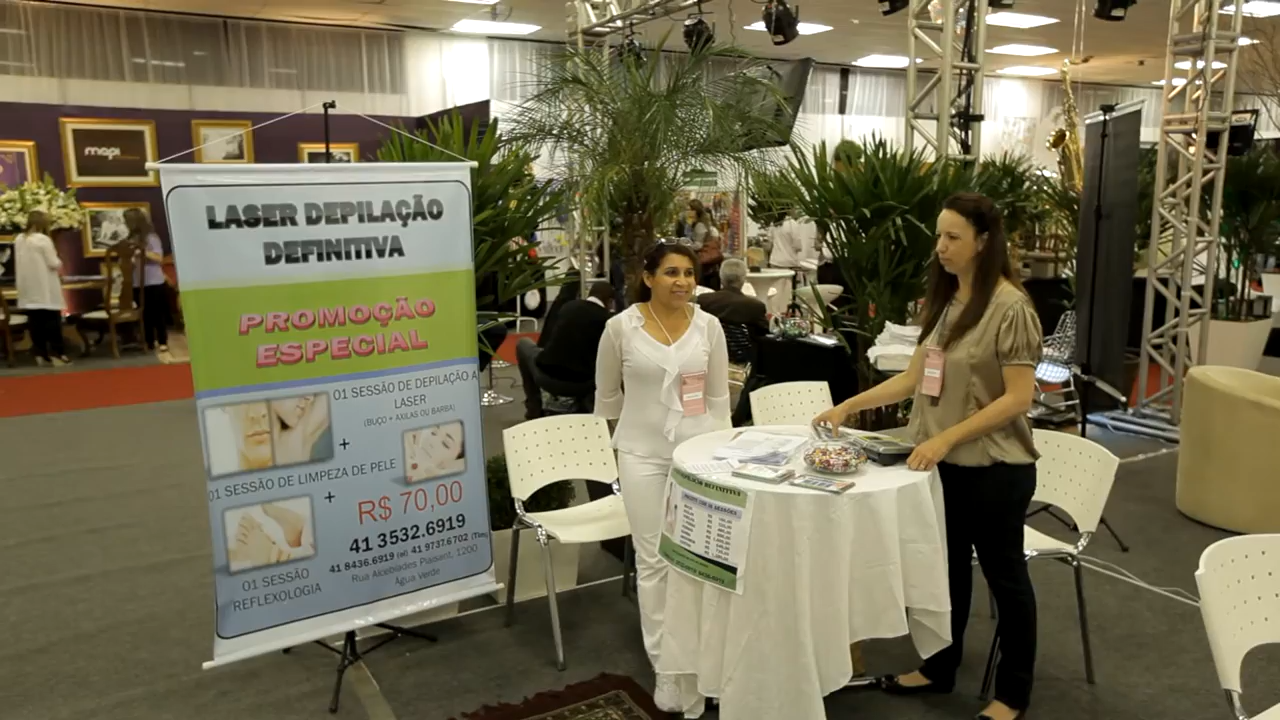 mapi
LASER DEPILAÇÃO
DEFINITIVA
PROMOÇÃO
ESPECIAL
01 SESSÃO DE DEPILAÇÃO A
LASER
(BUÇO + AXILAS OU BARBA)
+
01 SESSÃO DE LIMPEZA DE PELE
+
R$ 70,00
41 3532.6919
41 8436.6919 (oi) 41 9737.6702 (Tim)
Rua Alcebíades Plaisant, 1200
Água Verde
01 SESSÃO
REFLEXOLOGIA
DEFINITIVA